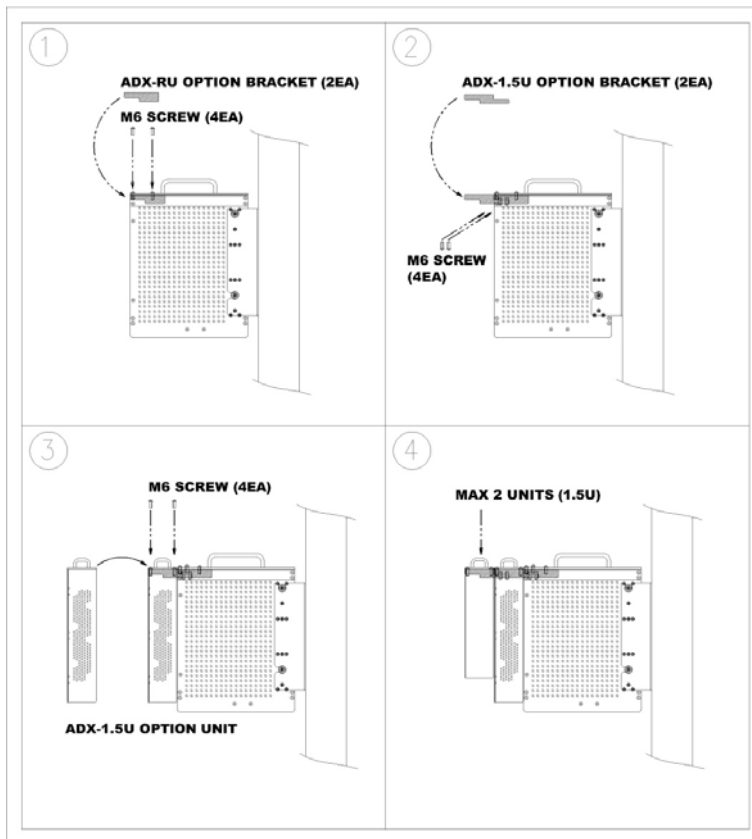 1
ADX-RU OPTION BRACKET (2EA)
M6 SCREW (4EA)
2
ADX-1.5U OPTION BRACKET (2EA)
M6 SCREW
(4EA)
3
M6 SCREW (4EA)
ADX-1.5U OPTION UNIT
4
MAX 2 UNITS (1.5U)